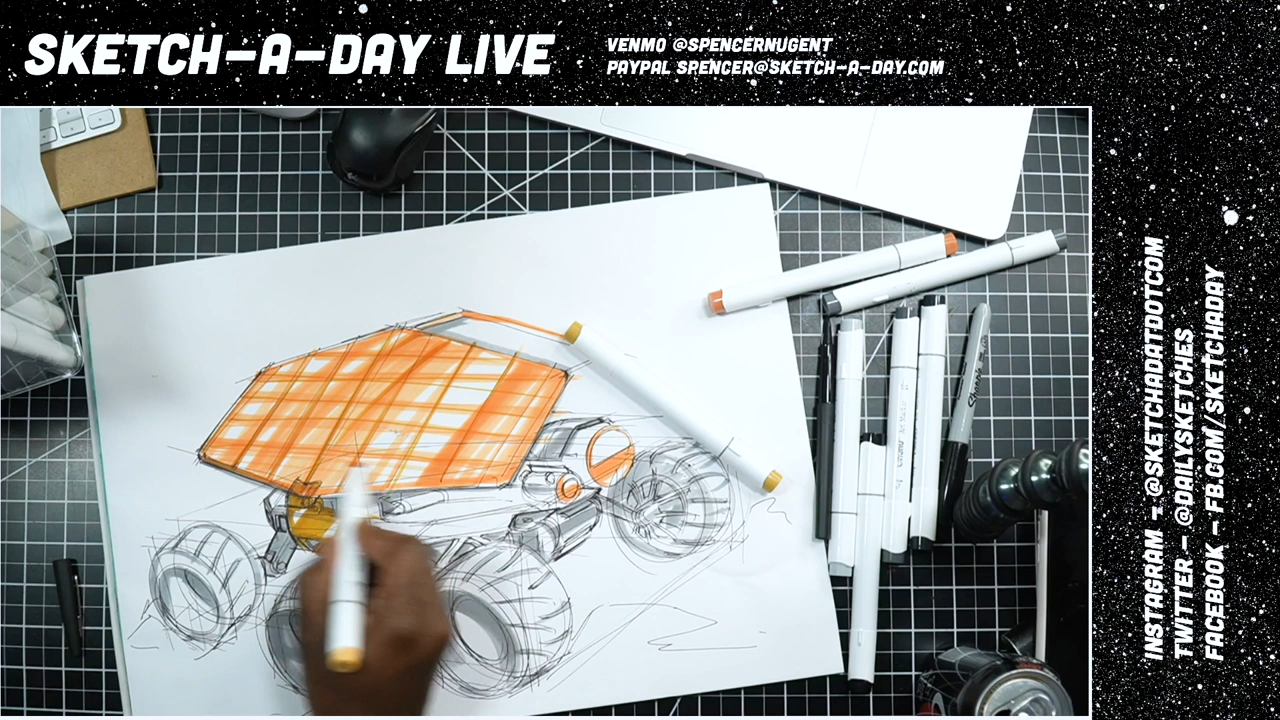 SKETCH-A-DAY LIVE
VENMO @SPENCERNUGENT
PAYPAL SPENCER@SKETCH-A-DAY.COM
INSTAGRAM - @SKETCHADAYDOTCOM
TWITTER - @DAILYSKETCHES
FACEBOOK - FB.COM/SKETCHADAY
SHARPIE